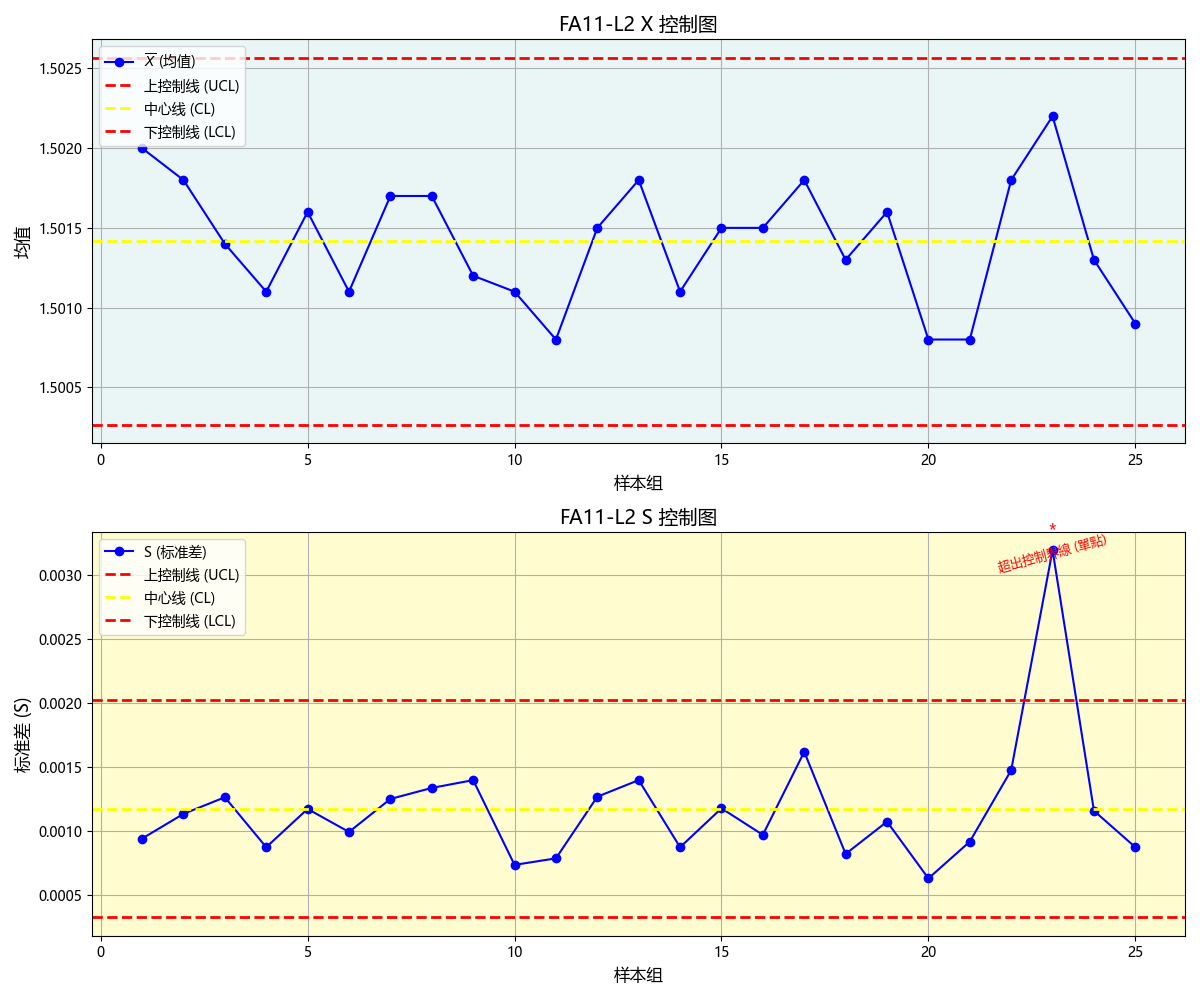 FA11-L2 X 控制图
X (均值)
上控制线 (UCL)
中心线 (CL)
下控制线 (LCL)
均值
1.5025
1.5020
1.5015
1.5010
1.5005
0 5 10 15 20 25
样本组
FA11-L2 S 控制图
*
超出控制界線 (單點)
S (标准差)
上控制线 (UCL)
中心线 (CL)
下控制线 (LCL)
标准差 (S)
0.0030
0.0025
0.0020
0.0015
0.0010
0.0005
0 5 10 15 20 25
样本组